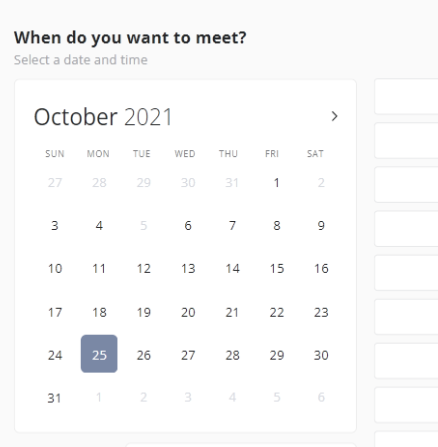 When do you want to meet?
Select a date and time
October 2021 >
SUN MON TUE WED THU FRI SAT
27 28 29 30 31 1 2
3 4 5 6 7 8 9
10 11 12 13 14 15 16
17 18 19 20 21 22 23
24 25 26 27 28 29 30
31 1 2 3 4 5 6